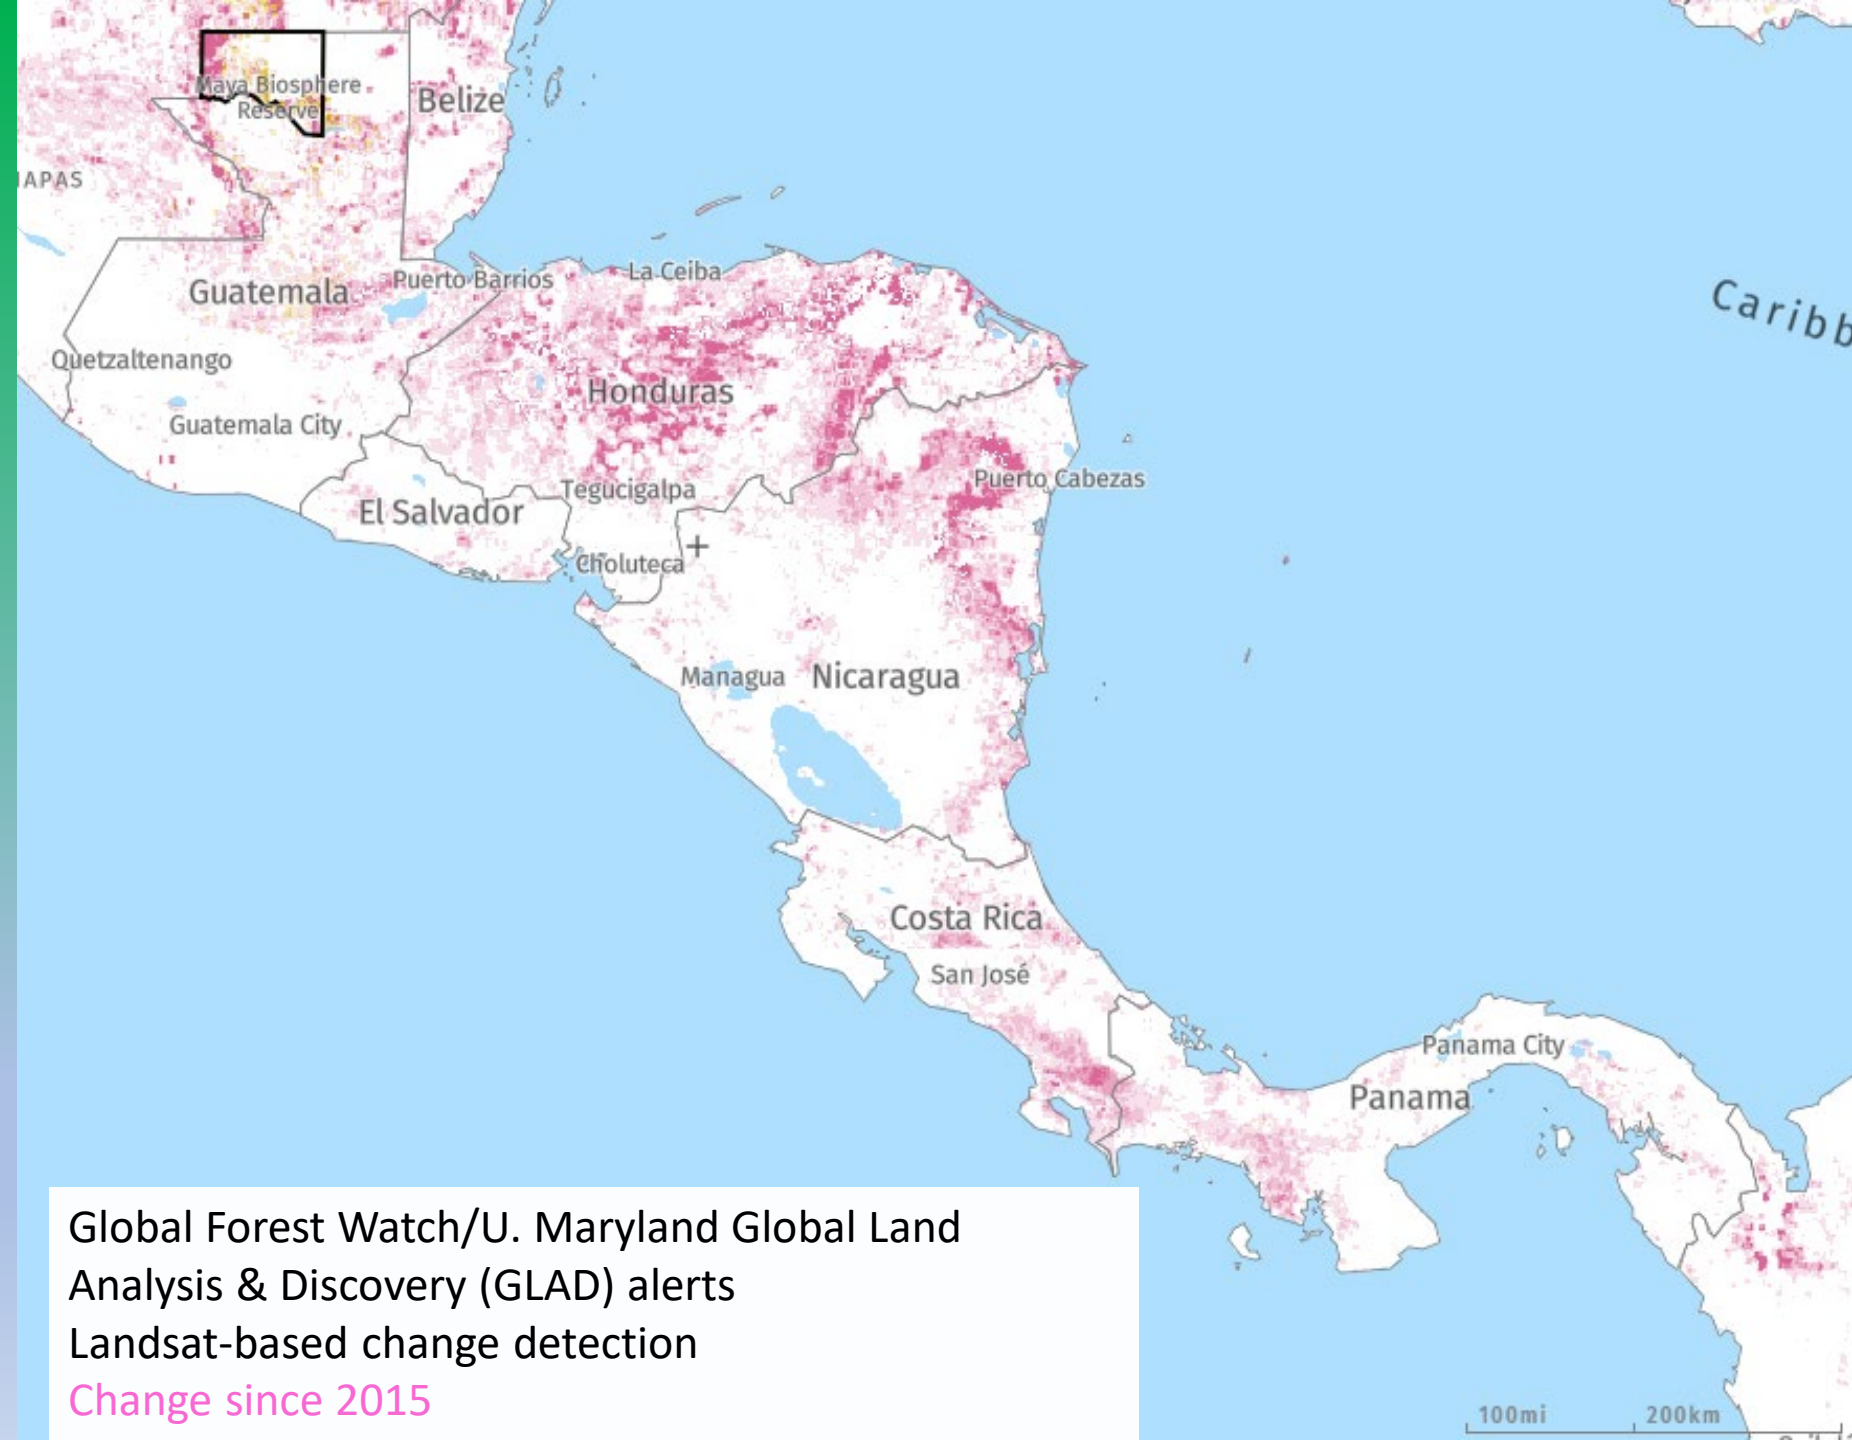 Maya Biosphere
Reserve
Belize
IAPAS
Guatemala
Puerto Barrios
La Ceiba
Caribb
Quetzaltenango
Honduras
Guatemala City
Tegucigalpa
Puerto Cabezas
El Salvador
Choluteca
Managua
Nicaragua
Costa Rica
San José
Panama City
Panama
Global Forest Watch/U. Maryland Global Land
Analysis & Discovery (GLAD) alerts
Landsat-based change detection
Change since 2015
100mi
200km